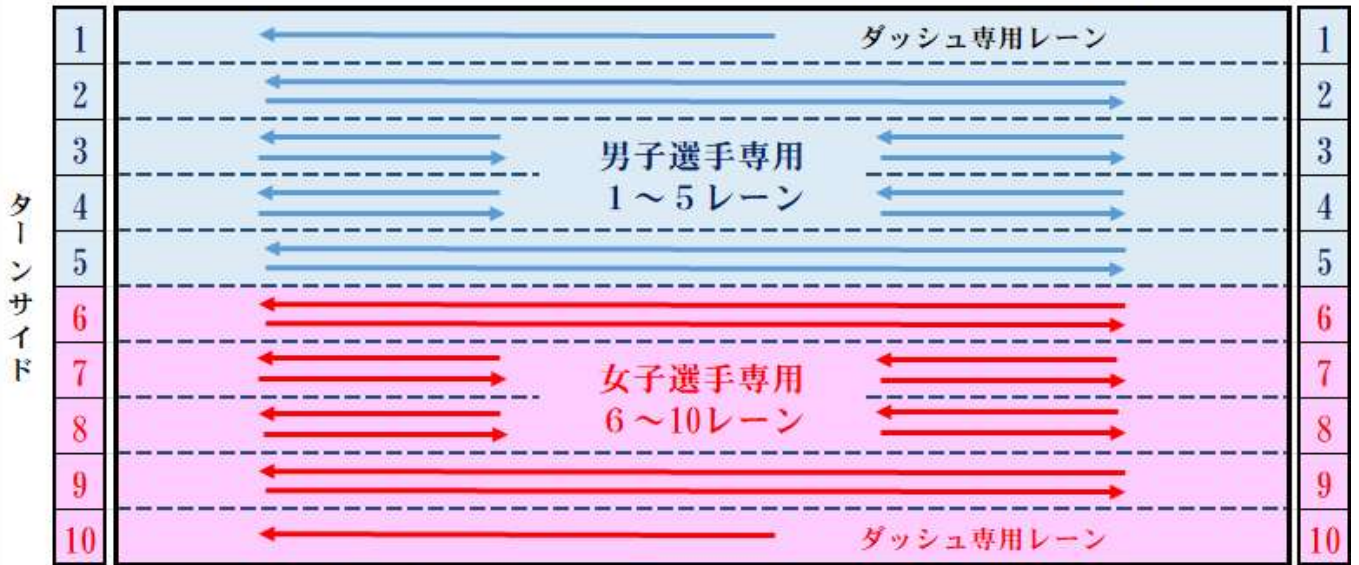 1 ダッシュ専用レーン 1
2 2
3 3
男子選手専用
1～5レーン
4 4
5 5
ターンサイド
6 6
7 7
女子選手専用
6～10レーン
8 8
9 9
10 ダッシュ専用レーン 10